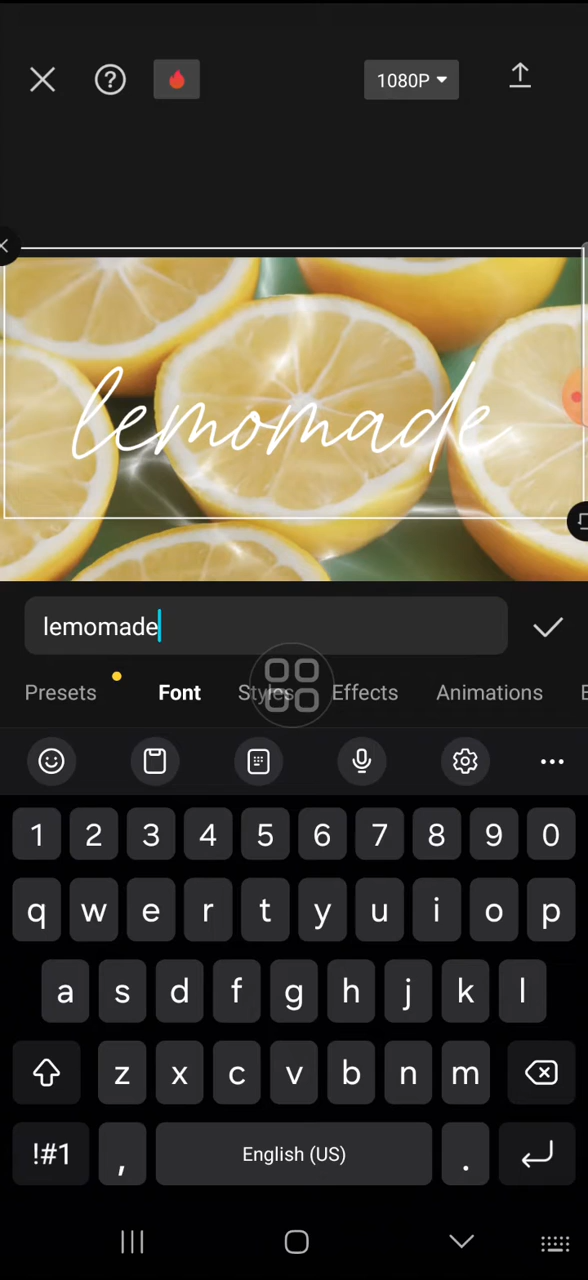 1080P
lemomade
lemomade
Presets Font Styles Effects Animations
1 2 3 4 5 6 7 8 9 0
q w e r t y u i o p
a s d f g h j k l
z x c v b n m
!#1 , English (US) .